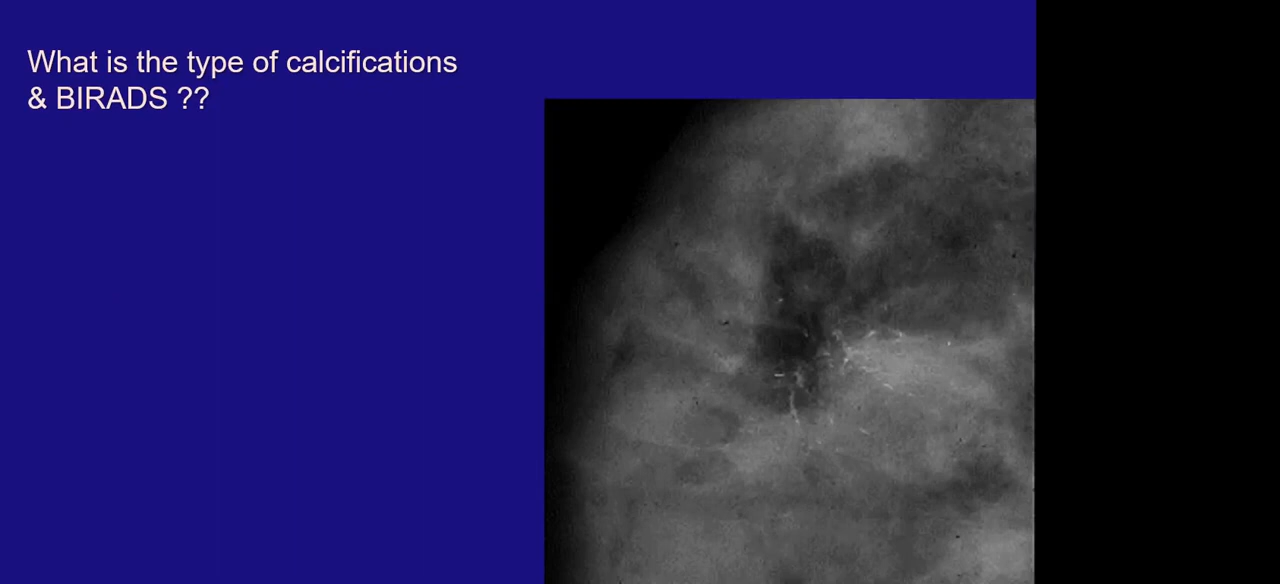 What is the type of calcifications
& BIRADS ??